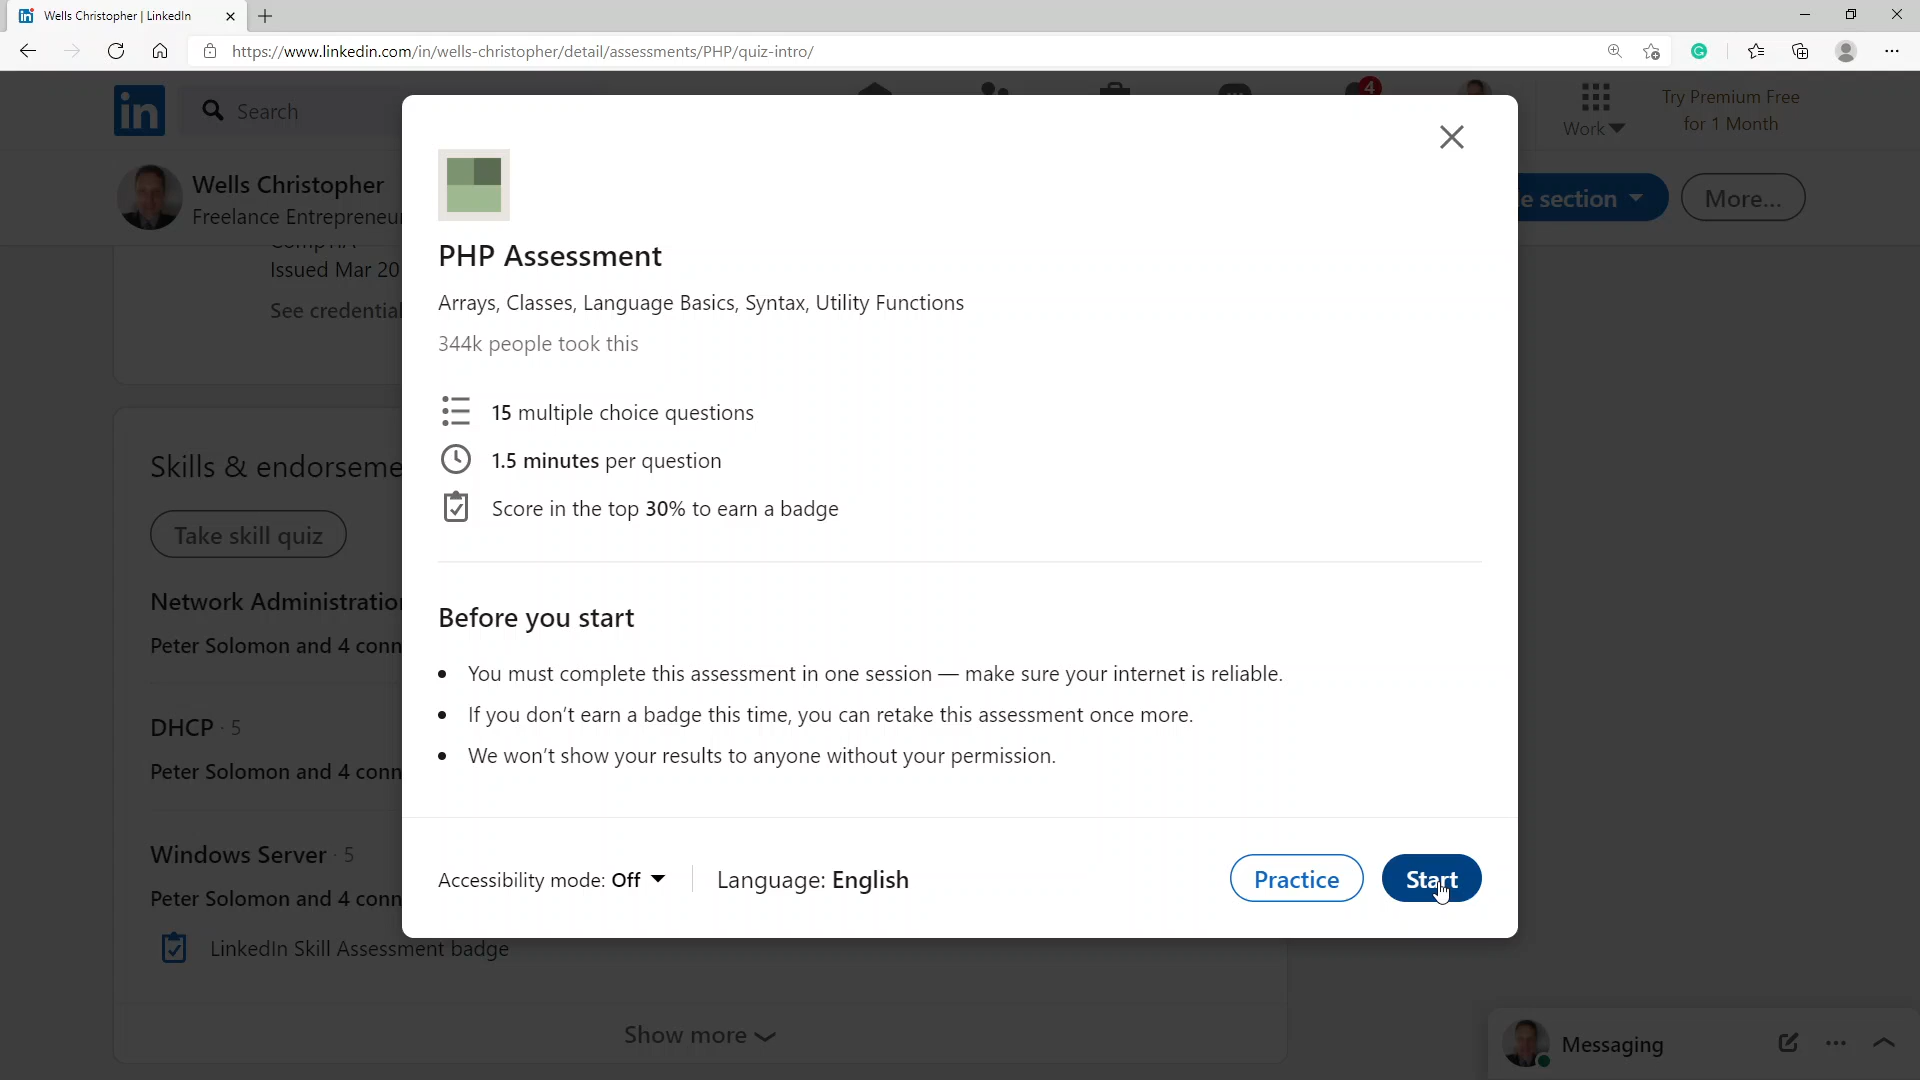 Wells Christopher | LinkedIn
https://www.linkedin.com/in/wells-christopher/detail/assessments/PHP/quiz-intro/
in
Search
4
Work
Try Premium Free
for 1 Month
Wells Christopher
Freelance Entrepreneu
e section
More...
Issued Mar 20
See credential
Skills & endorseme
Take skill quiz
Network Administratio
Peter Solomon and 4 conn
DHCP · 5
Peter Solomon and 4 conn
Windows Server · 5
Peter Solomon and 4 conn
LinkedIn Skill Assessment badge
Show more
PHP Assessment
Arrays, Classes, Language Basics, Syntax, Utility Functions
344k people took this
15 multiple choice questions
1.5 minutes per question
Score in the top 30% to earn a badge
Before you start
• You must complete this assessment in one session — make sure your internet is reliable.
• If you don't earn a badge this time, you can retake this assessment once more.
• We won't show your results to anyone without your permission.
Accessibility mode: Off
Language: English
Practice
Start
Messaging